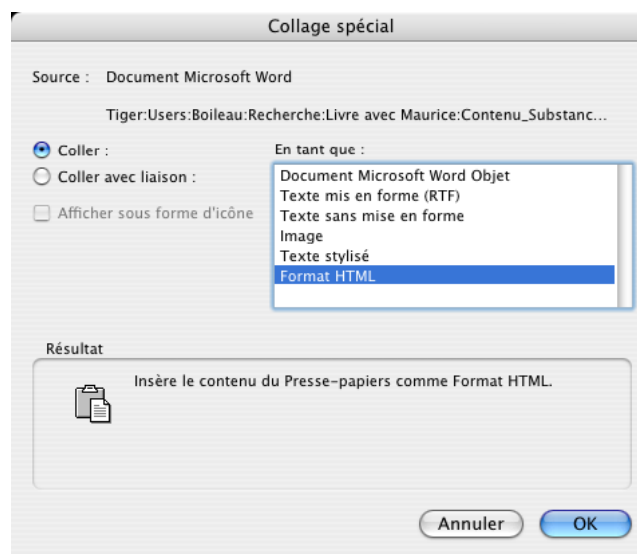 Collage spécial
Source : Document Microsoft Word
Tiger:Users:Boileau:Recherche:Livre avec Maurice:Contenu_Substanc...
Coller :
Coller avec liaison :
Afficher sous forme d'icône
En tant que :
Document Microsoft Word Objet
Texte mis en forme (RTF)
Texte sans mise en forme
Image
Texte stylisé
Format HTML
Résultat
Insère le contenu du Presse-papiers comme Format HTML.
Annuler OK